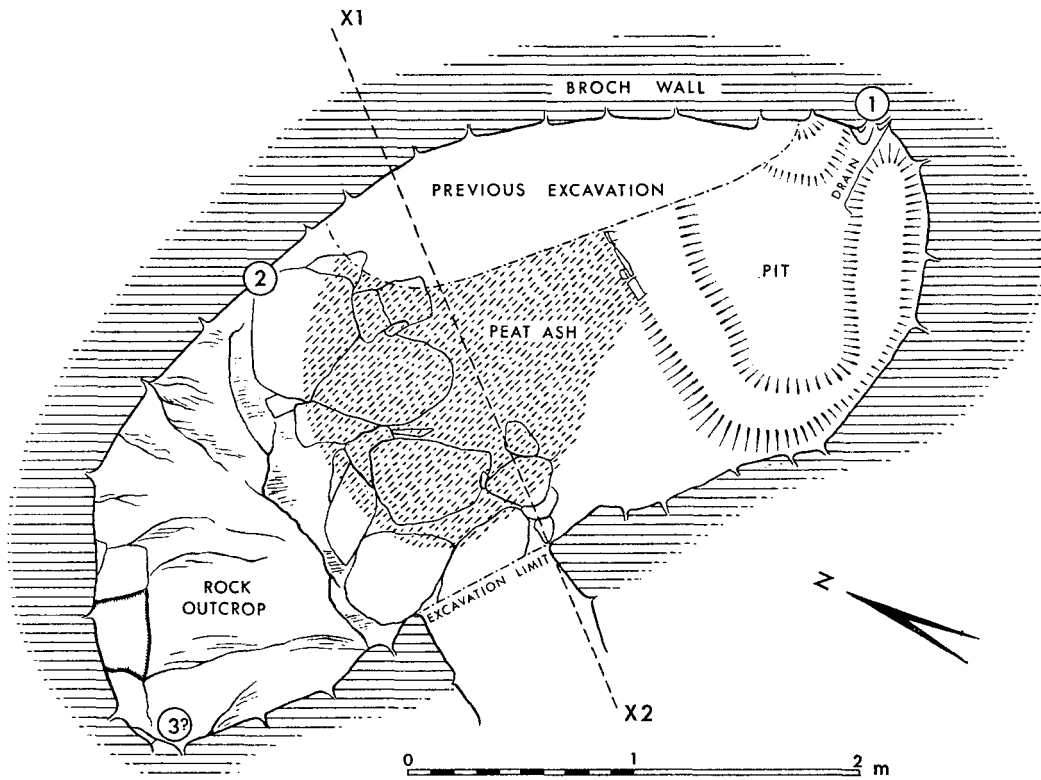 X1
BROCH WALL
1
PREVIOUS EXCAVATION
DRAIN
2
PIT
PEAT ASH
EXCAVATION LIMIT
ROCK
OUTCROP
N
3?
X2
0 1 2 m